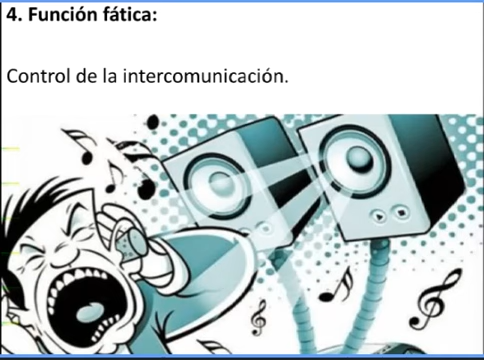 4. Función fática:
Control de la intercomunicación.